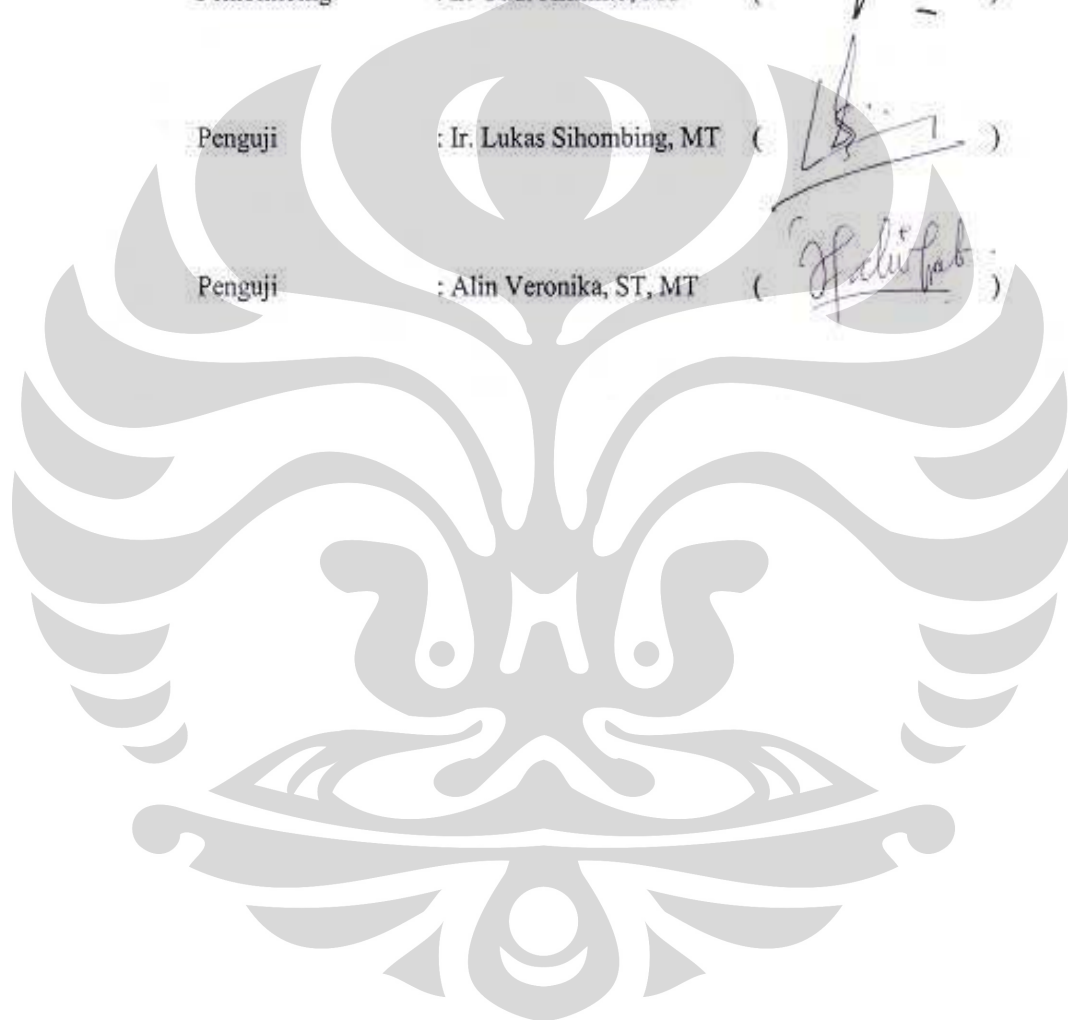 Penguji : Ir. Lukas Sihombing, MT ( )
Penguji : Alin Veronika, ST, MT ( )